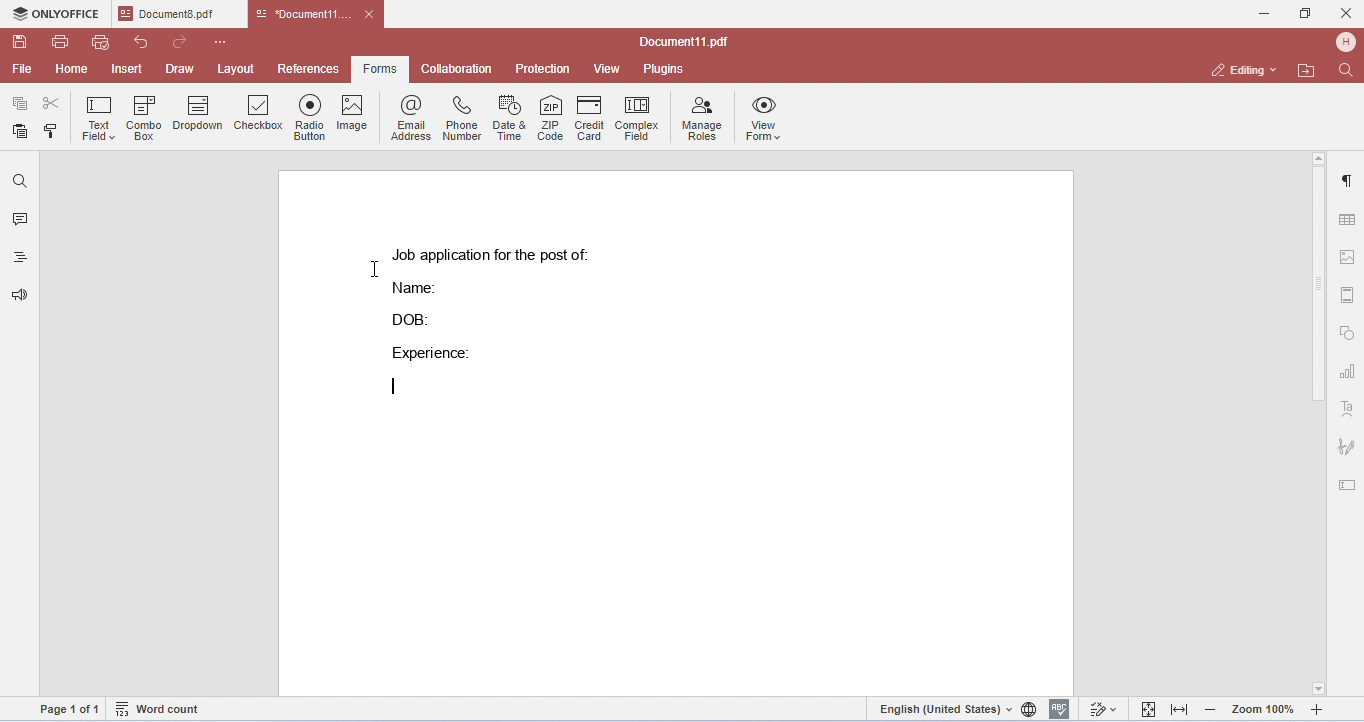 ONLYOFFICE
Document8.pdf
*Document11....
Document11.pdf
H
File Home Insert Draw Layout References Forms Collaboration Protection View Plugins
Editing
Text Field
Combo Box
Dropdown
Checkbox
Radio Button
Image
Email Address
Phone Number
Date & Time
ZIP
ZIP Code
Credit Card
Complex Field
Manage Roles
View Form
Job application for the post of:
Name:
DOB:
Experience:
Ta
Page 1 of 1
123
Word count
English (United States)
ABC
Zoom 100%